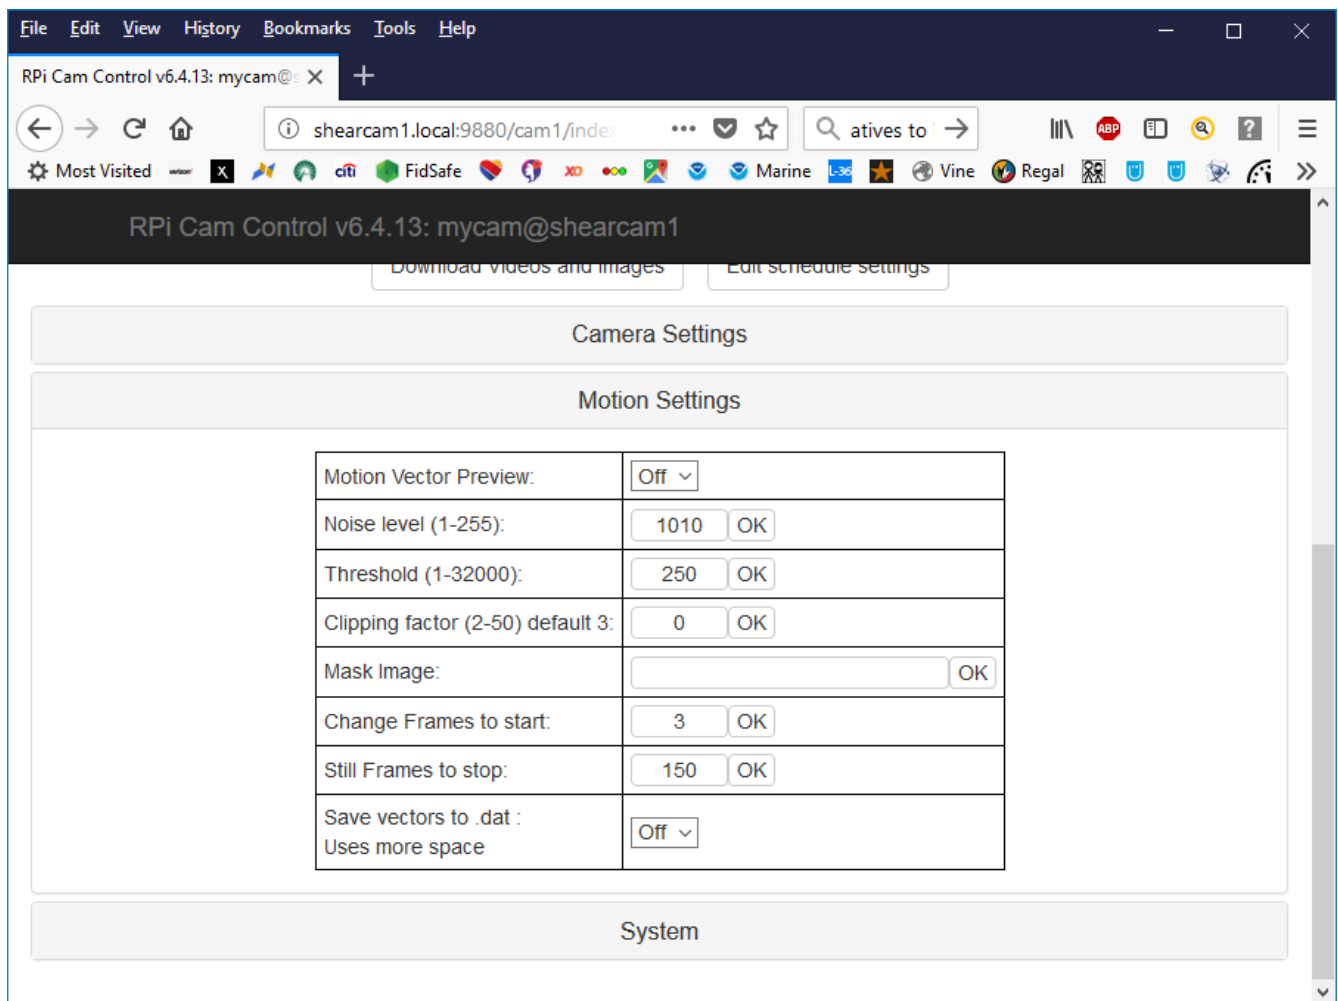 File Edit View History Bookmarks Tools Help
RPi Cam Control v6.4.13: mycam@s
shearcam1.local:9880/cam1/index
atives to
ABP
Most Visited
verizon
X
citi
FidSafe
XO
Marine
L-36
Vine
Regal
RPi Cam Control v6.4.13: mycam@shearcam1
Download Videos and Images
Edit schedule settings
Camera Settings
Motion Settings
Motion Vector Preview: Off
Noise level (1-255): 1010 OK
Threshold (1-32000): 250 OK
Clipping factor (2-50) default 3: 0 OK
Mask Image: OK
Change Frames to start: 3 OK
Still Frames to stop: 150 OK
Save vectors to .dat :
Uses more space
Off
System